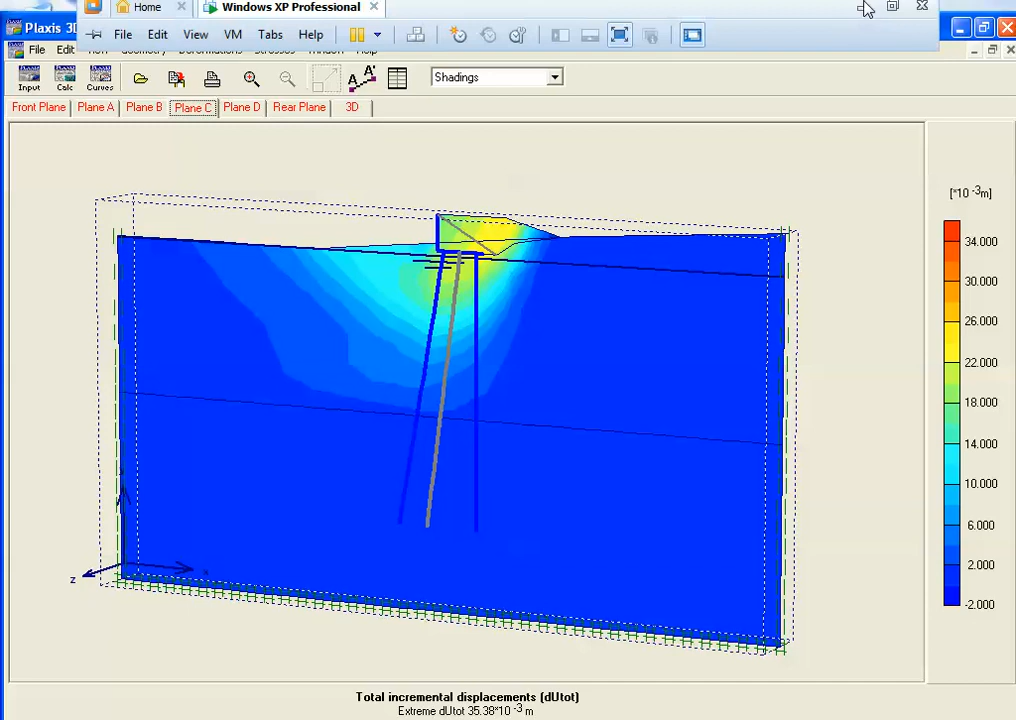 Home
Windows XP Professional
Plaxis 3D
File Edit View VM Tabs Help
File Edit
Input Calc Curves
Shadings
Front Plane Plane A Plane B Plane C Plane D Rear Plane 3D
[*10 -3m]
34.000
30.000
26.000
22.000
18.000
14.000
10.000
6.000
2.000
-2.000
z x
Total incremental displacements (dUtot)
Extreme dUtot 35.38*10 -3 m